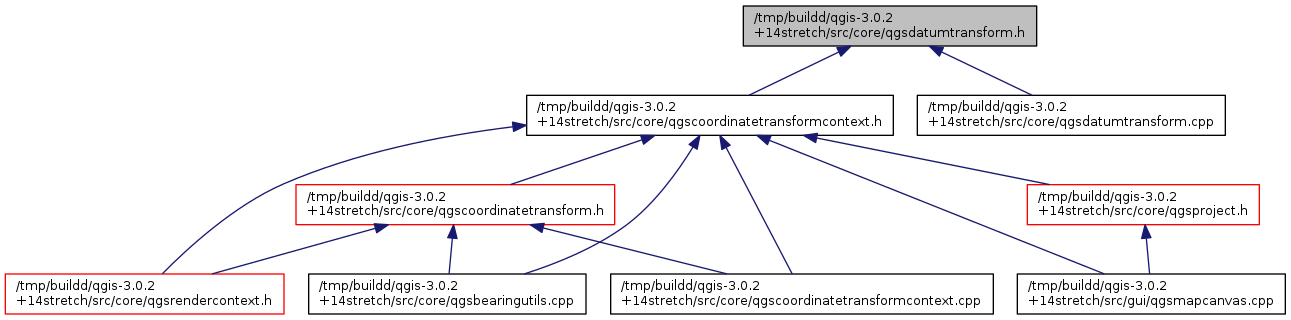 /tmp/buildd/qgis-3.0.2
+14stretch/src/core/qgsdatumtransform.h
/tmp/buildd/qgis-3.0.2
+14stretch/src/core/qgscoordinatetransformcontext.h
/tmp/buildd/qgis-3.0.2
+14stretch/src/core/qgsdatumtransform.cpp
/tmp/buildd/qgis-3.0.2
+14stretch/src/core/qgscoordinatetransform.h
/tmp/buildd/qgis-3.0.2
+14stretch/src/core/qgsproject.h
/tmp/buildd/qgis-3.0.2
+14stretch/src/core/qgsrendercontext.h
/tmp/buildd/qgis-3.0.2
+14stretch/src/core/qgsbearingutils.cpp
/tmp/buildd/qgis-3.0.2
+14stretch/src/core/qgscoordinatetransformcontext.cpp
/tmp/buildd/qgis-3.0.2
+14stretch/src/gui/qgsmapcanvas.cpp